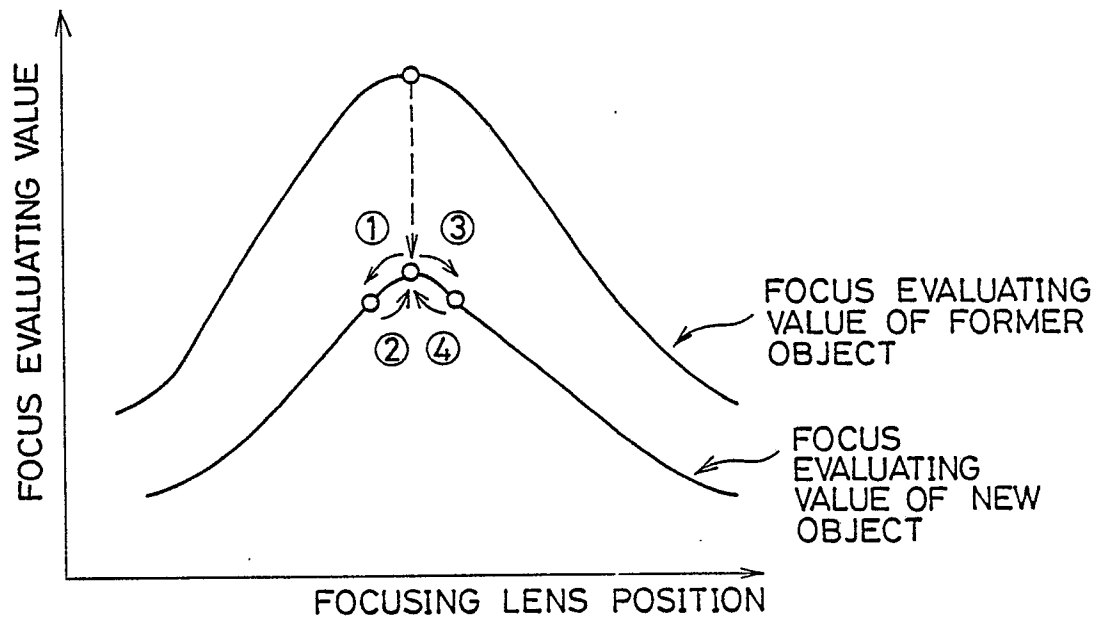 FOCUS EVALUATING VALUE
① ③
② ④
FOCUS EVALUATING
VALUE OF FORMER
OBJECT
FOCUS
EVALUATING
VALUE OF NEW
OBJECT
FOCUSING LENS POSITION